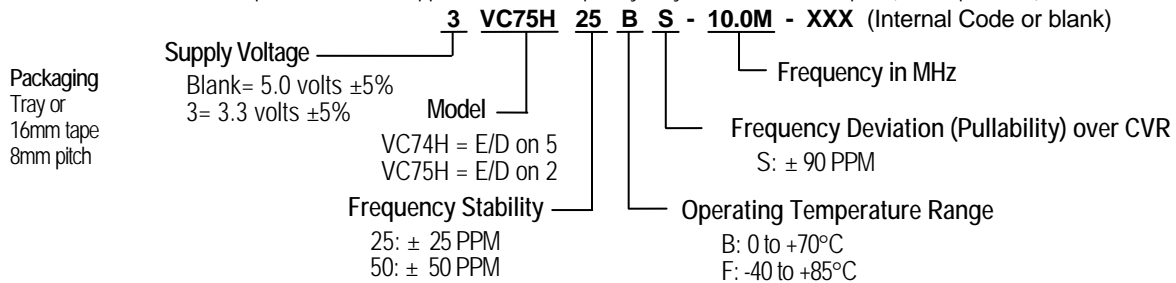 3 VC75H 25 B S - 10.0M - XXX (Internal Code or blank)
Packaging
Tray or
16mm tape
8mm pitch
Supply Voltage
Blank= 5.0 volts ±5%
3= 3.3 volts ±5%
Model
VC74H = E/D on 5
VC75H = E/D on 2
Frequency Stability
25: ± 25 PPM
50: ± 50 PPM
Frequency in MHz
Frequency Deviation (Pullability) over CVR
S: ± 90 PPM
Operating Temperature Range
B: 0 to +70°C
F: -40 to +85°C